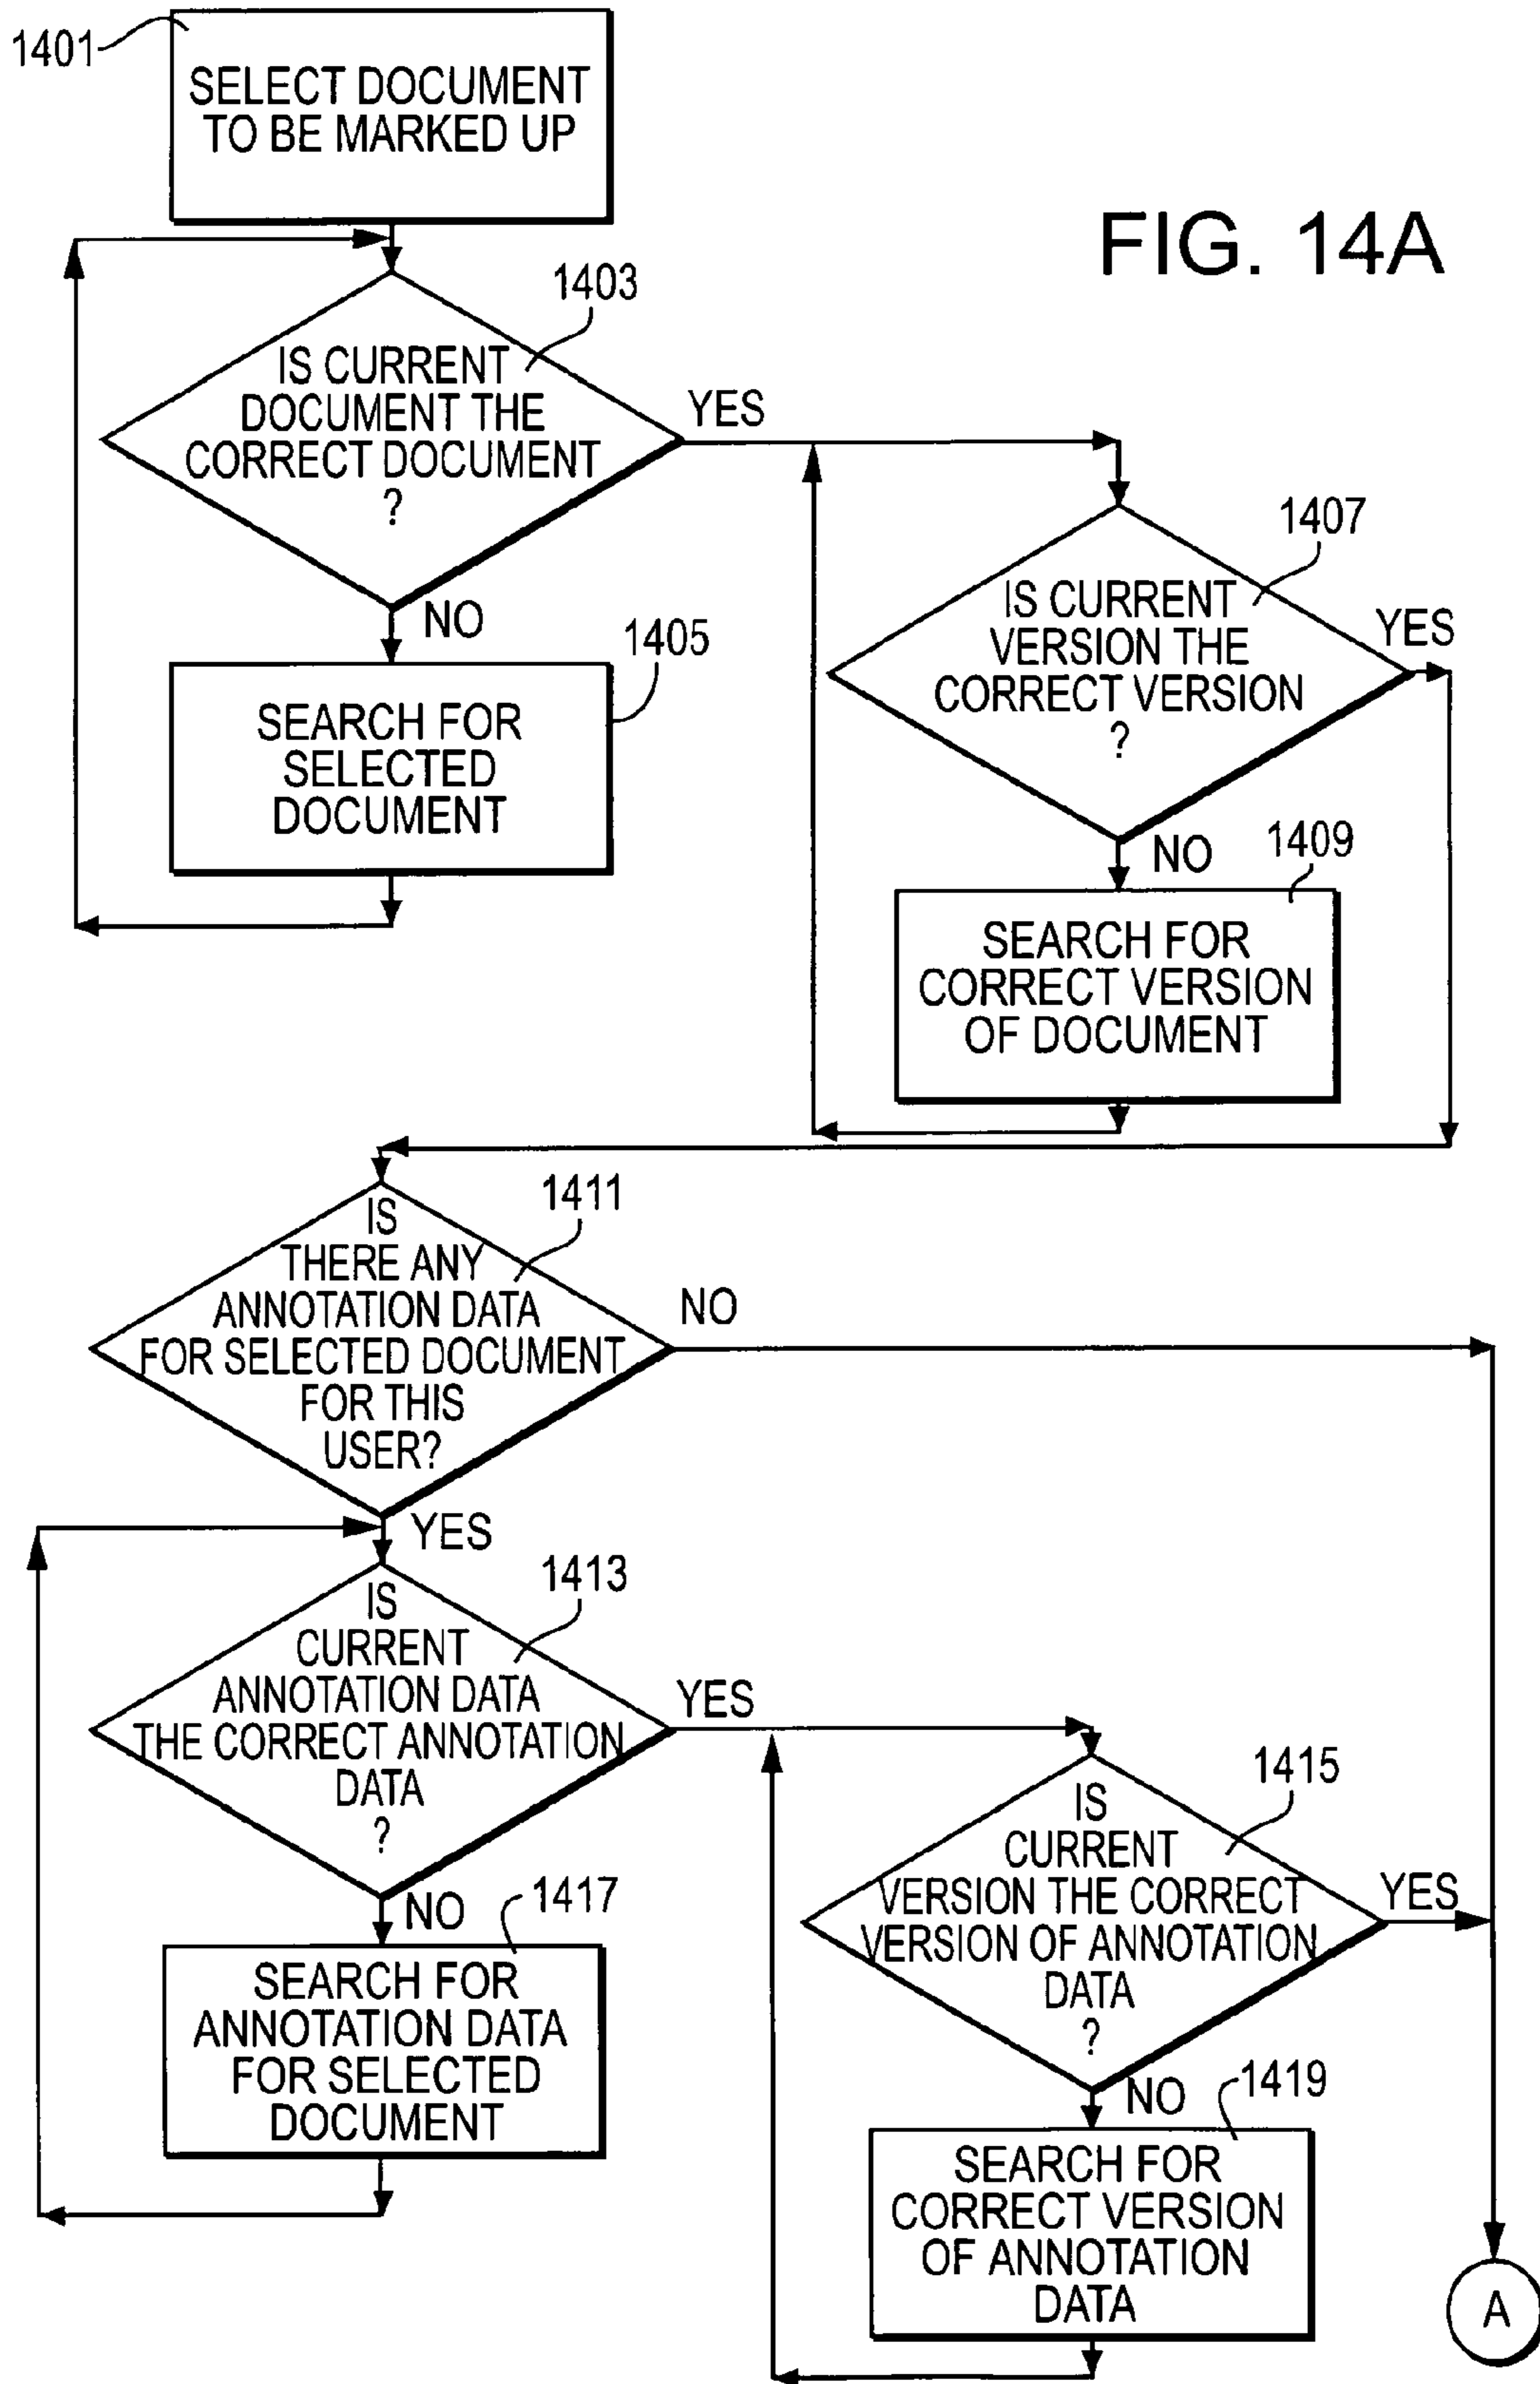 1401
SELECT DOCUMENT
TO BE MARKED UP
FIG. 14A
1403
IS CURRENT
DOCUMENT THE
CORRECT DOCUMENT
?
YES
NO
1405
SEARCH FOR
SELECTED
DOCUMENT
1407
IS CURRENT
VERSION THE
CORRECT VERSION
?
YES
NO
1409
SEARCH FOR
CORRECT VERSION
OF DOCUMENT
1411
IS
THERE ANY
ANNOTATION DATA
FOR SELECTED DOCUMENT
FOR THIS
USER?
NO
YES
1413
IS
CURRENT
ANNOTATION DATA
THE CORRECT ANNOTATION
DATA
?
YES
NO
1417
SEARCH FOR
ANNOTATION DATA
FOR SELECTED
DOCUMENT
1415
IS
CURRENT
VERSION THE CORRECT
VERSION OF ANNOTATION
DATA
?
YES
NO
1419
SEARCH FOR
CORRECT VERSION
OF ANNOTATION
DATA
A